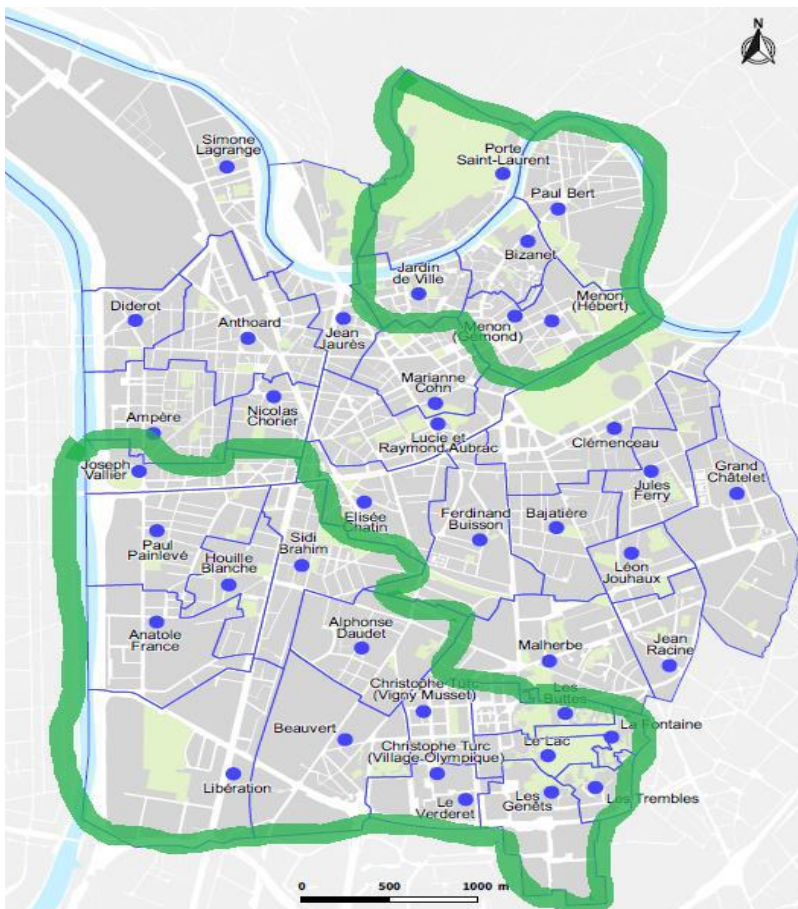 N
Simone
Lagrange
Porte
Saint-Laurent
Paul Bert
Bizanet
Jardin
de Ville
Menon
(Hébert)
Diderot
Anthoard
Jean
Jaurès
Menon
(Gémond)
Marianne
Cohn
Nicolas
Chorier
Ampère
Lucie et
Raymond Aubrac
Clémenceau
Joseph
Vallier
Jules
Ferry
Grand
Châtelet
Elisée
Chatin
Ferdinand
Buisson
Bajatière
Paul
Painlevé
Houille
Blanche
Sidi
Brahim
Léon
Jouhaux
Anatole
France
Alphonse
Daudet
Malherbe
Jean
Racine
Christophe Turc
(Vigny Musset)
Les
Buttes
La Fontaine
Beauvert
Christophe Turc
(Village Olympique)
Le Lac
Libération
Le
Verderet
Les
Genêts
Les Trembles
0 500 1000 m